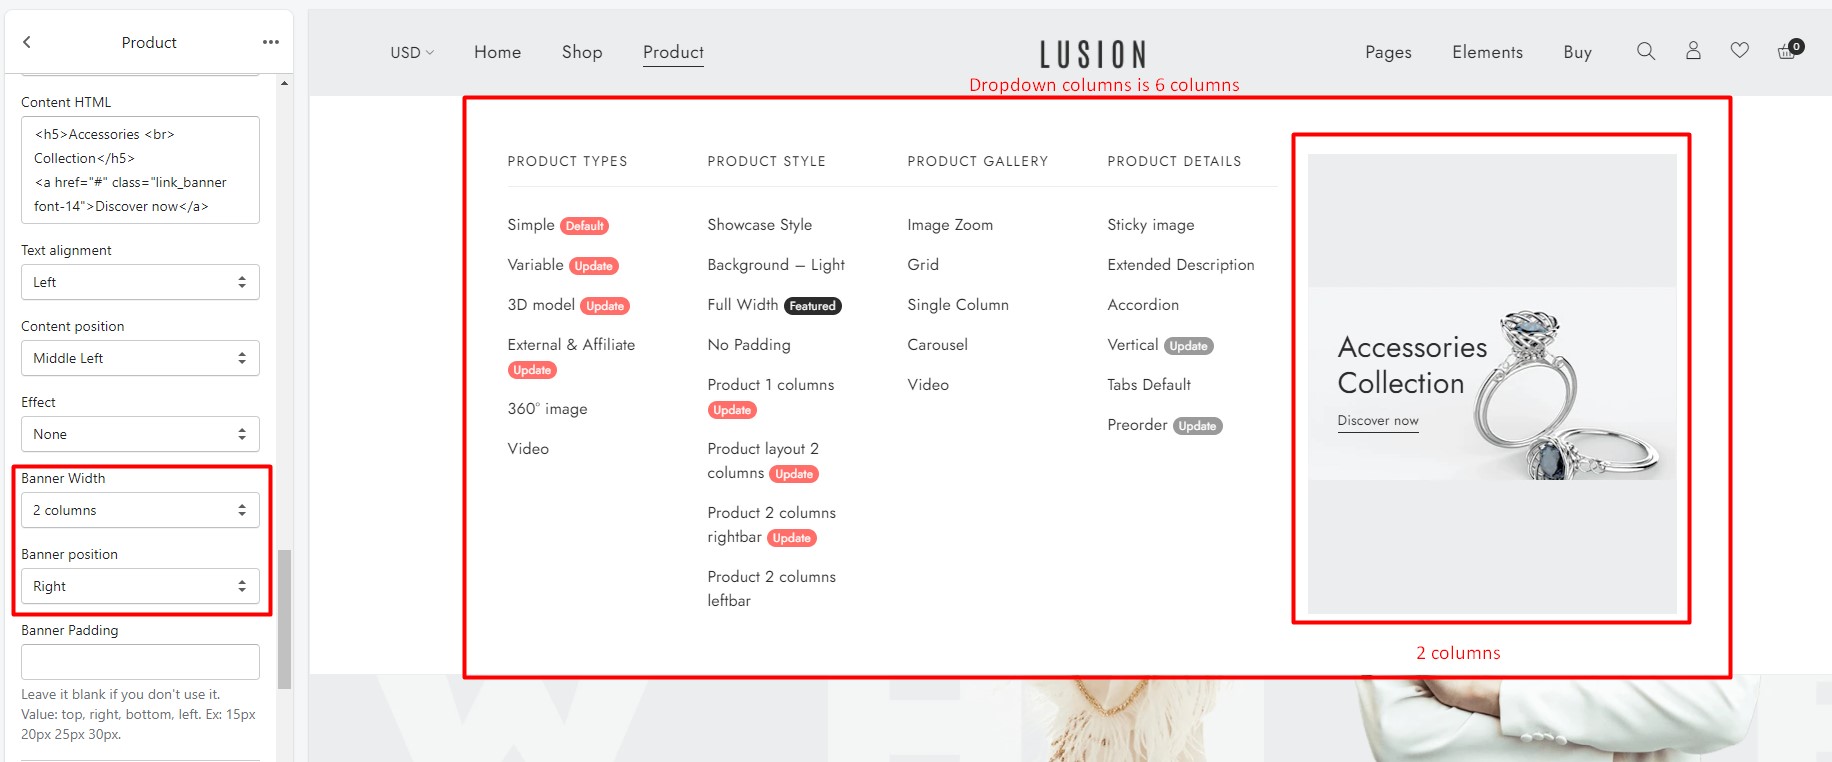 Product
Content HTML
<h5>Accessories <br>
Collection</h5>
<a href="#" class="link_banner
font-14">Discover now</a>
Text alignment
Left
Content position
Middle Left
Effect
None
Banner Width
2 columns
Banner position
Right
Banner Padding
Leave it blank if you don't use it.
Value: top, right, bottom, left. Ex: 15px
20px 25px 30px.
USD Home Shop Product
LUSION
Pages Elements Buy 0
Dropdown columns is 6 columns
PRODUCT TYPES
Simple Default
Variable Update
3D model Update
External & Affiliate
Update
360° image
Video
PRODUCT STYLE
Showcase Style
Background – Light
Full Width Featured
No Padding
Product 1 columns
Update
Product layout 2
columns Update
Product 2 columns
rightbar Update
Product 2 columns
leftbar
PRODUCT GALLERY
Image Zoom
Grid
Single Column
Carousel
Video
PRODUCT DETAILS
Sticky image
Extended Description
Accordion
Vertical Update
Tabs Default
Preorder Update
Accessories
Collection
Discover now
2 columns